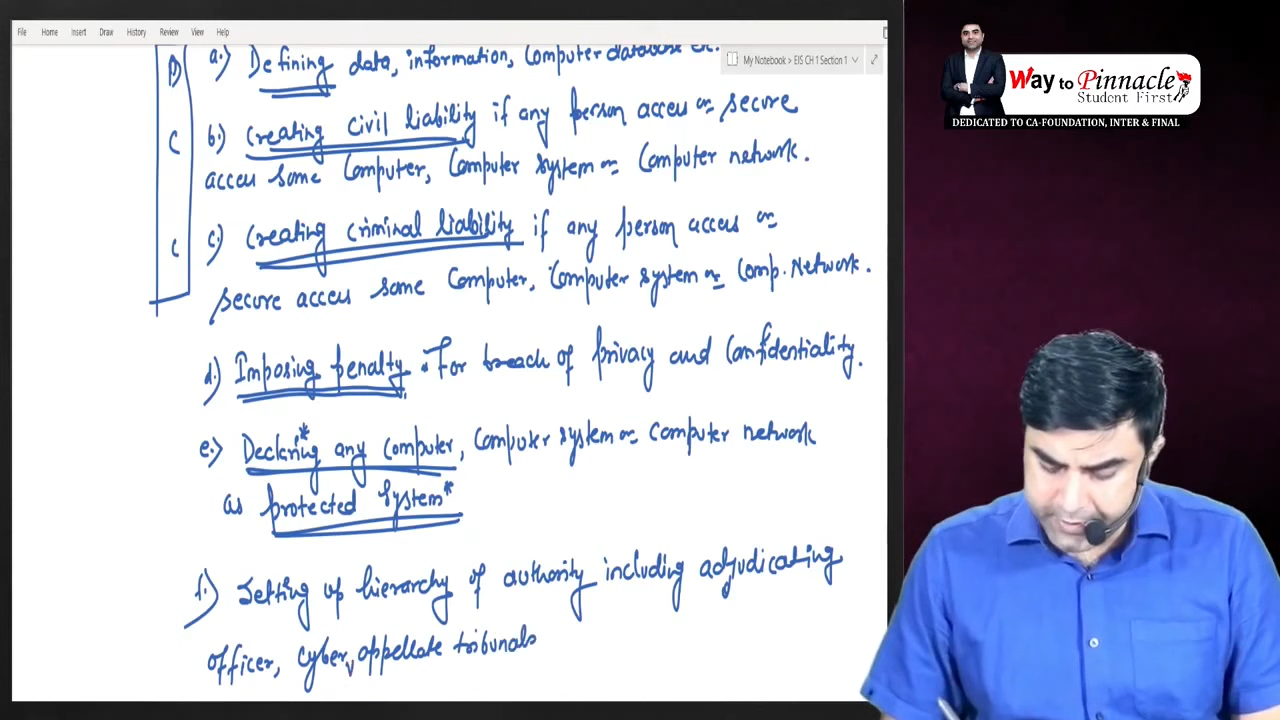 File Home Insert Draw History Review View Help
My Notebook > EIS CH 1 Section 1
Way to Pinnacle
Student First
DEDICATED TO CA-FOUNDATION, INTER & FINAL
D
a.) Defining data, information, Computer database etc.
C
b.) Creating civil liability if any person access or secure
access some Computer, Computer system or Computer network.
C
c.) Creating criminal liability if any person access or
secure access some Computer, Computer system or Comp. Network.
d.) Imposing penalty. For breach of privacy and Confidentiality.
e.) Declaring* any computer, Computer system or Computer network
as protected System*
f.) Setting up hierarchy of authority including adjudicating
officer, cyber, appellate tribunals